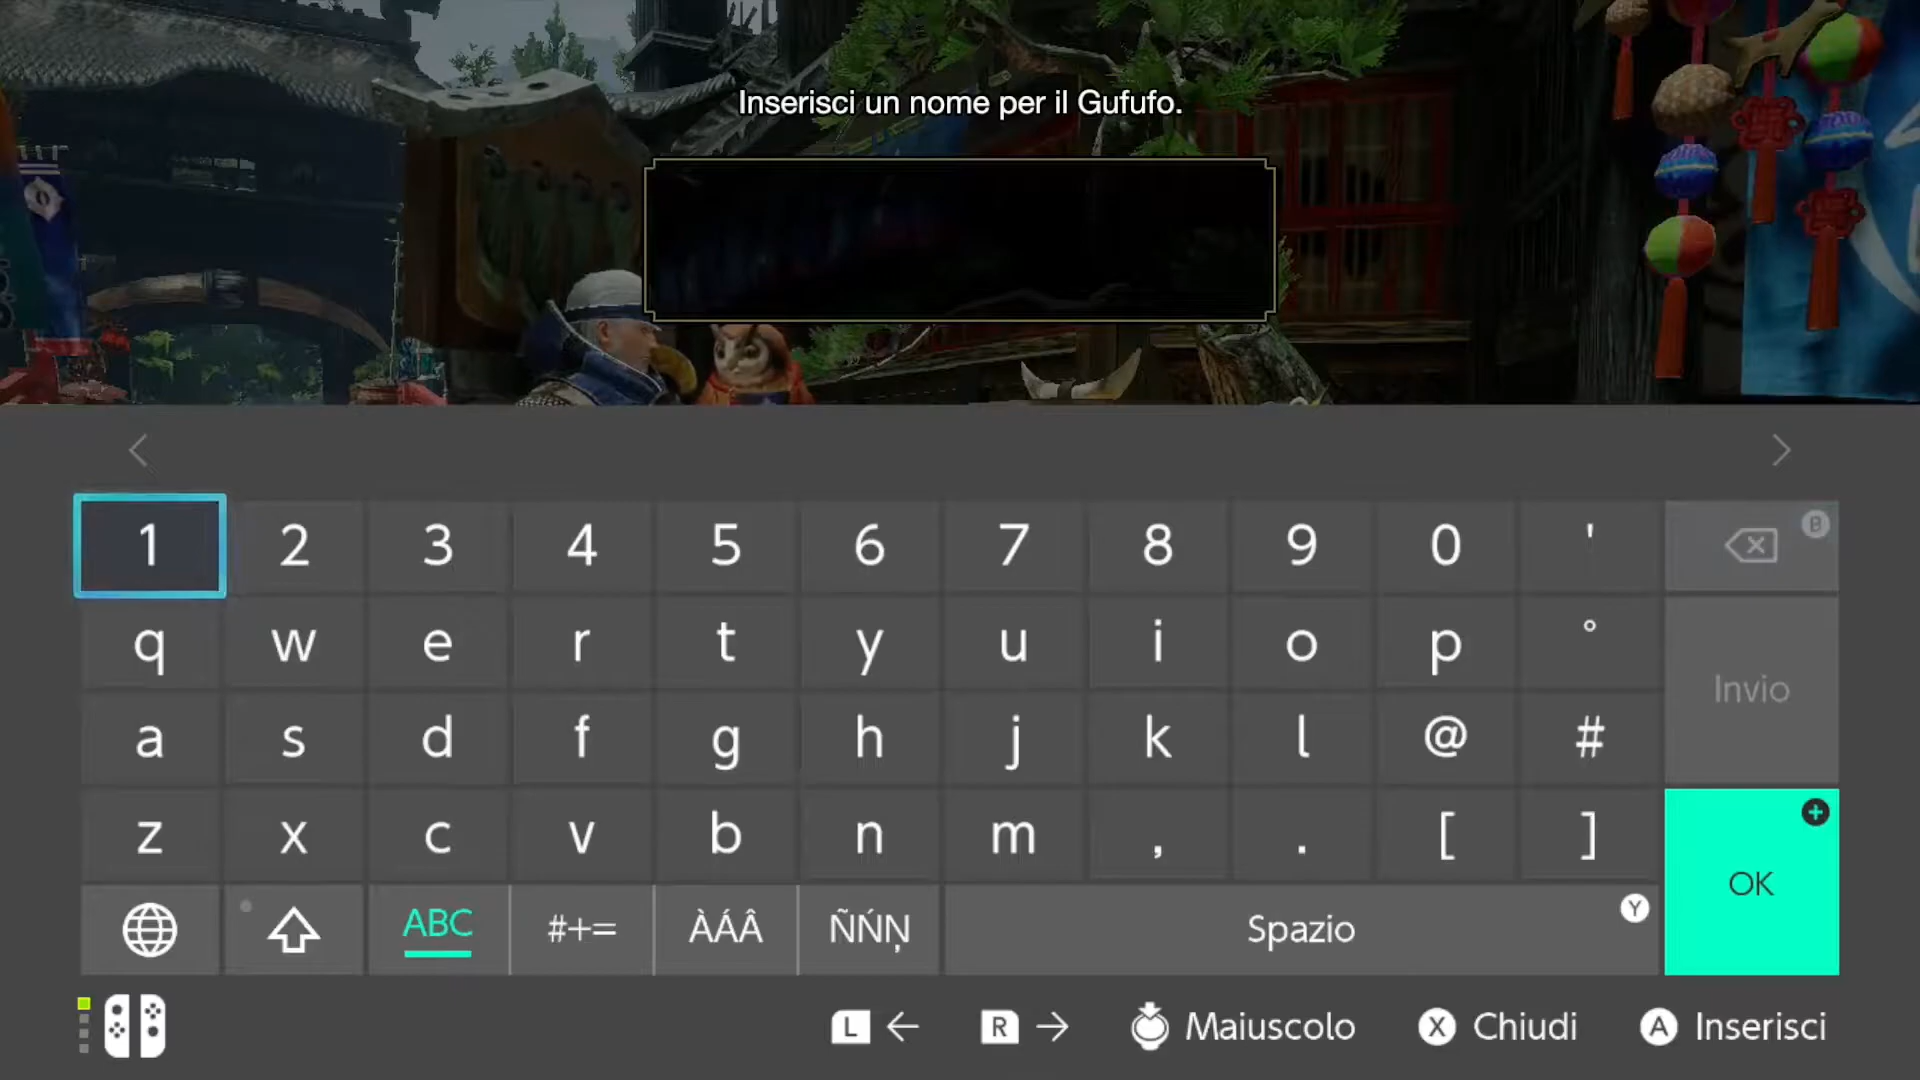 Inserisci un nome per il Gufufo.
1 2 3 4 5 6 7 8 9 0 ' B
q w e r t y u i o p ° Invio
a s d f g h j k l @ #
z x c v b n m , . [ ] + OK
ABC #+= ÀÁÂ ÑŃŅ Spazio Y
L ← R → Maiuscolo X Chiudi A Inserisci